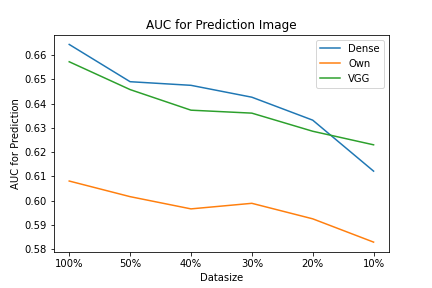 AUC for Prediction Image
Dense
Own
VGG
AUC for Prediction
0.66
0.65
0.64
0.63
0.62
0.61
0.60
0.59
0.58
100% 50% 40% 30% 20% 10%
Datasize